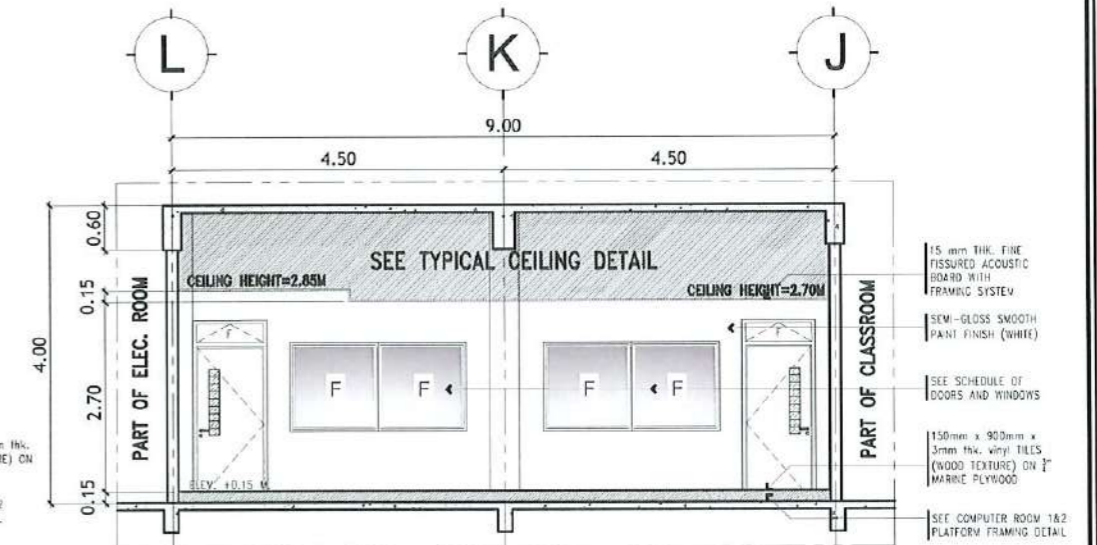 L
K
J
9.00
4.50
4.50
4.00
0.60
0.15
2.70
0.15
SEE TYPICAL CEILING DETAIL
CEILING HEIGHT=2.85M
CEILING HEIGHT=2.70M
PART OF ELEC. ROOM
PART OF CLASSROOM
F
F
F
F
F
F
ELEV. +0.15 M
15 mm THK. FINE
FISSURED ACOUSTIC
BOARD WITH
FRAMING SYSTEM
SEMI-GLOSS SMOOTH
PAINT FINISH (WHITE)
SEE SCHEDULE OF
DOORS AND WINDOWS
150mm x 900mm x
3mm thk. vinyl TILES
(WOOD TEXTURE) ON
MARINE PLYWOOD
SEE COMPUTER ROOM 1&2
PLATFORM FRAMING DETAIL
thk.
E) ON